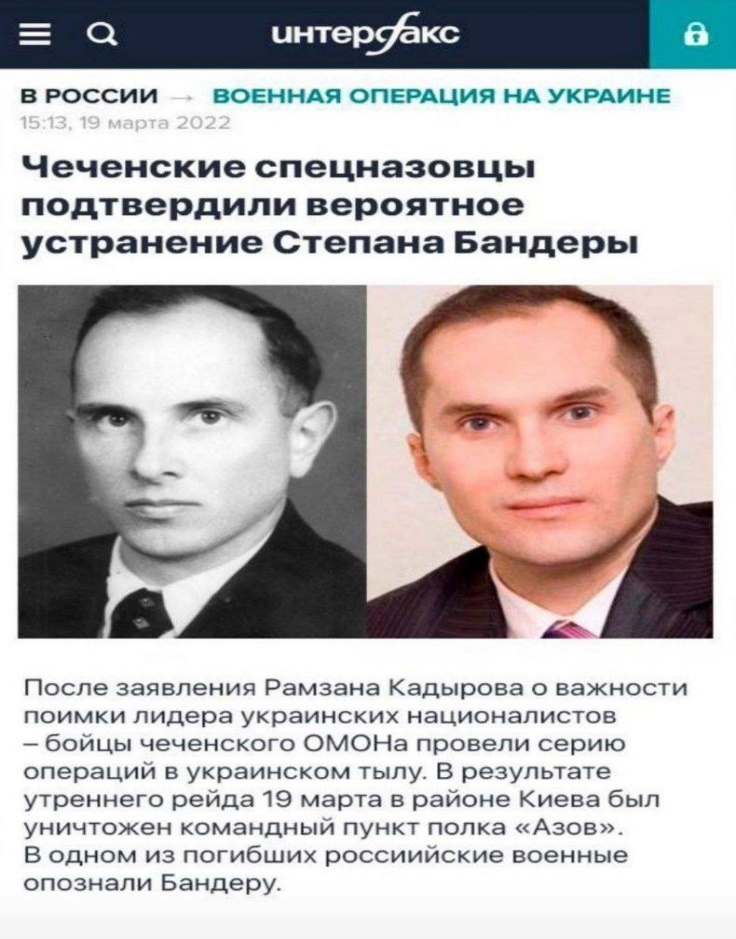 интерфакс
В РОССИИ → ВОЕННАЯ ОПЕРАЦИЯ НА УКРАИНЕ
15:13, 19 марта 2022
Чеченские спецназовцы
подтвердили вероятное
устранение Степана Бандеры
После заявления Рамзана Кадырова о важности
поимки лидера украинских националистов
– бойцы чеченского ОМОНа провели серию
операций в украинском тылу. В результате
утреннего рейда 19 марта в районе Киева был
уничтожен командный пункт полка «Азов».
В одном из погибших россиийские военные
опознали Бандеру.